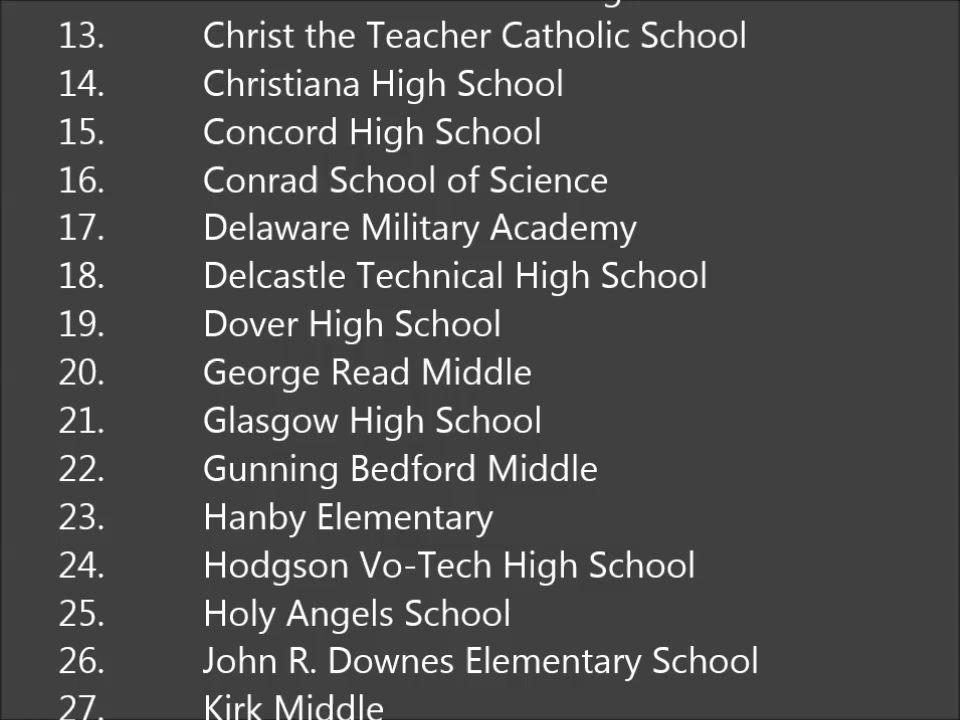 13. Christ the Teacher Catholic School
14. Christiana High School
15. Concord High School
16. Conrad School of Science
17. Delaware Military Academy
18. Delcastle Technical High School
19. Dover High School
20. George Read Middle
21. Glasgow High School
22. Gunning Bedford Middle
23. Hanby Elementary
24. Hodgson Vo-Tech High School
25. Holy Angels School
26. John R. Downes Elementary School
27. Kirk Middle